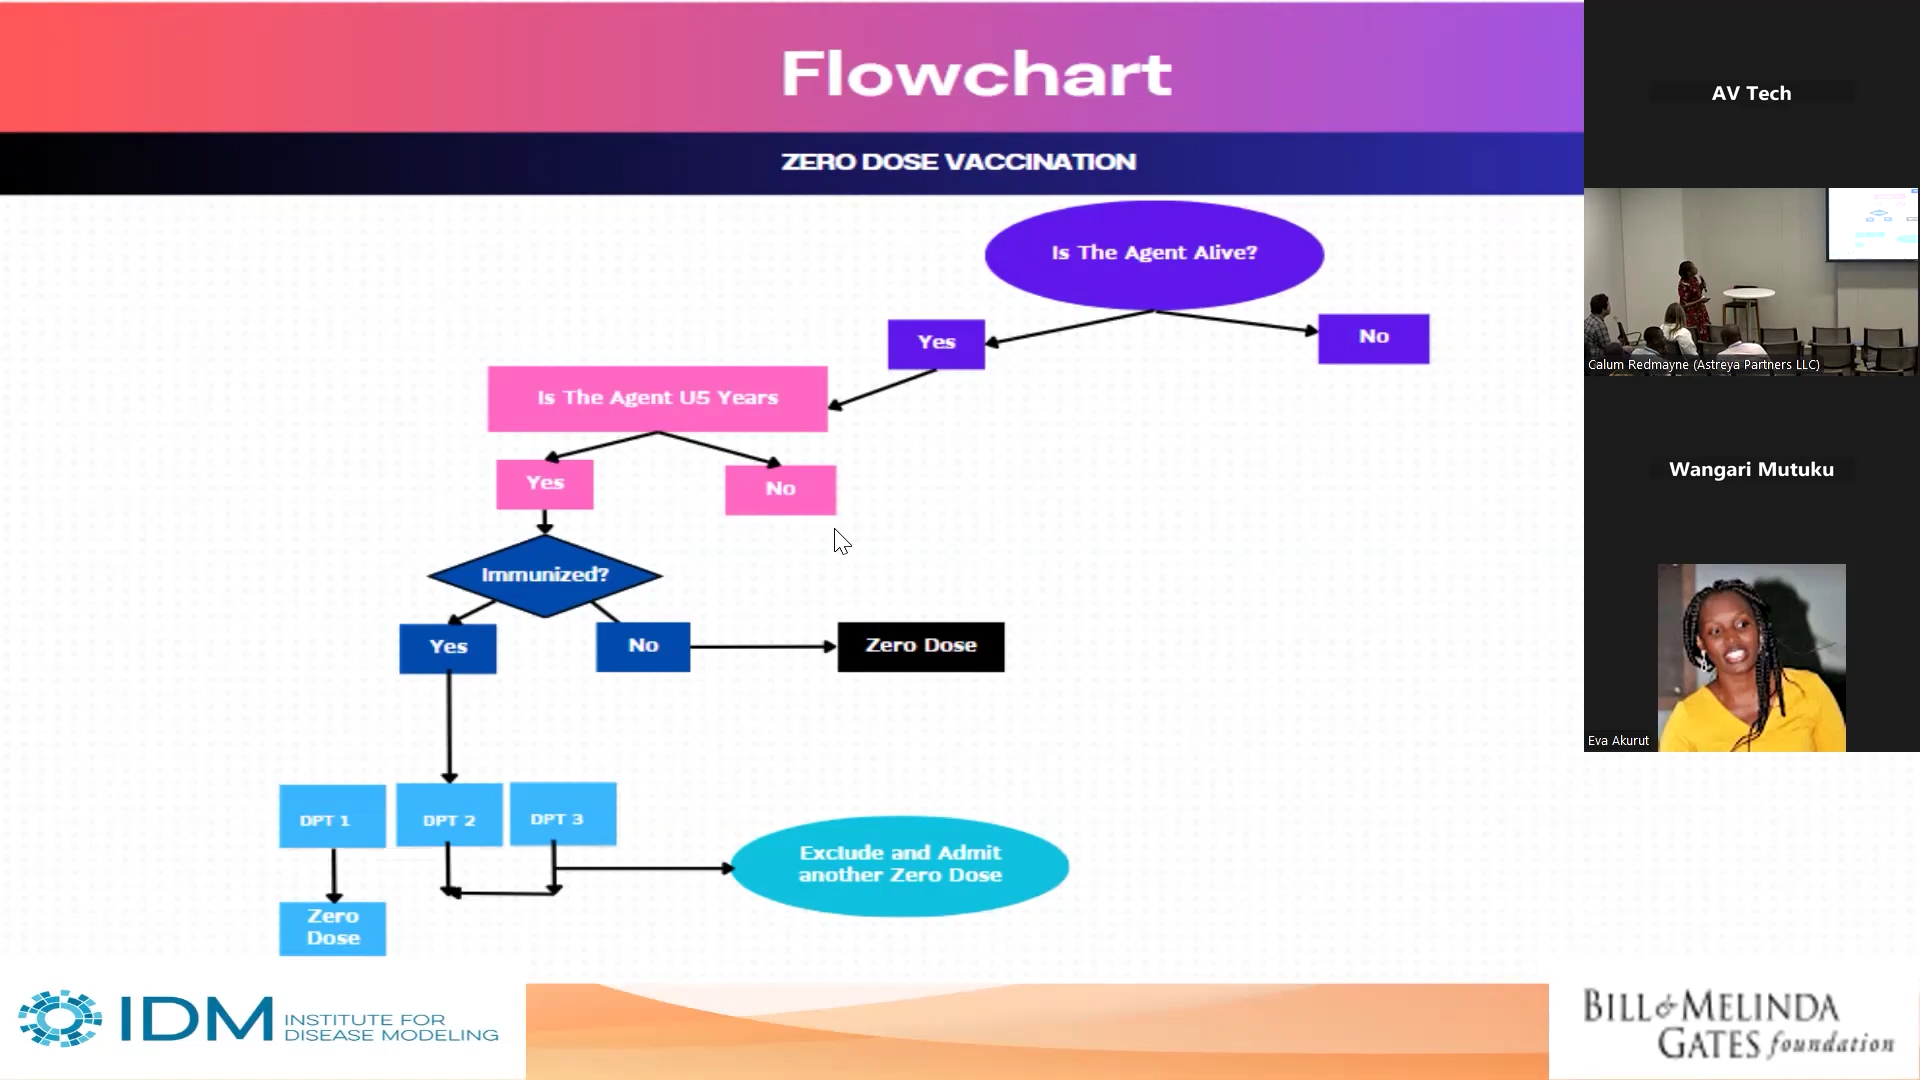 Flowchart
ZERO DOSE VACCINATION
Is The Agent Alive?
Yes
No
Is The Agent U5 Years
Yes
No
Immunized?
Yes
No
Zero Dose
DPT 1
DPT 2
DPT 3
Exclude and Admit
another Zero Dose
Zero
Dose
IDM
INSTITUTE FOR
DISEASE MODELING
BILL & MELINDA
GATES foundation
AV Tech
Calum Redmayne (Astreya Partners LLC)
Wangari Mutuku
Eva Akurut